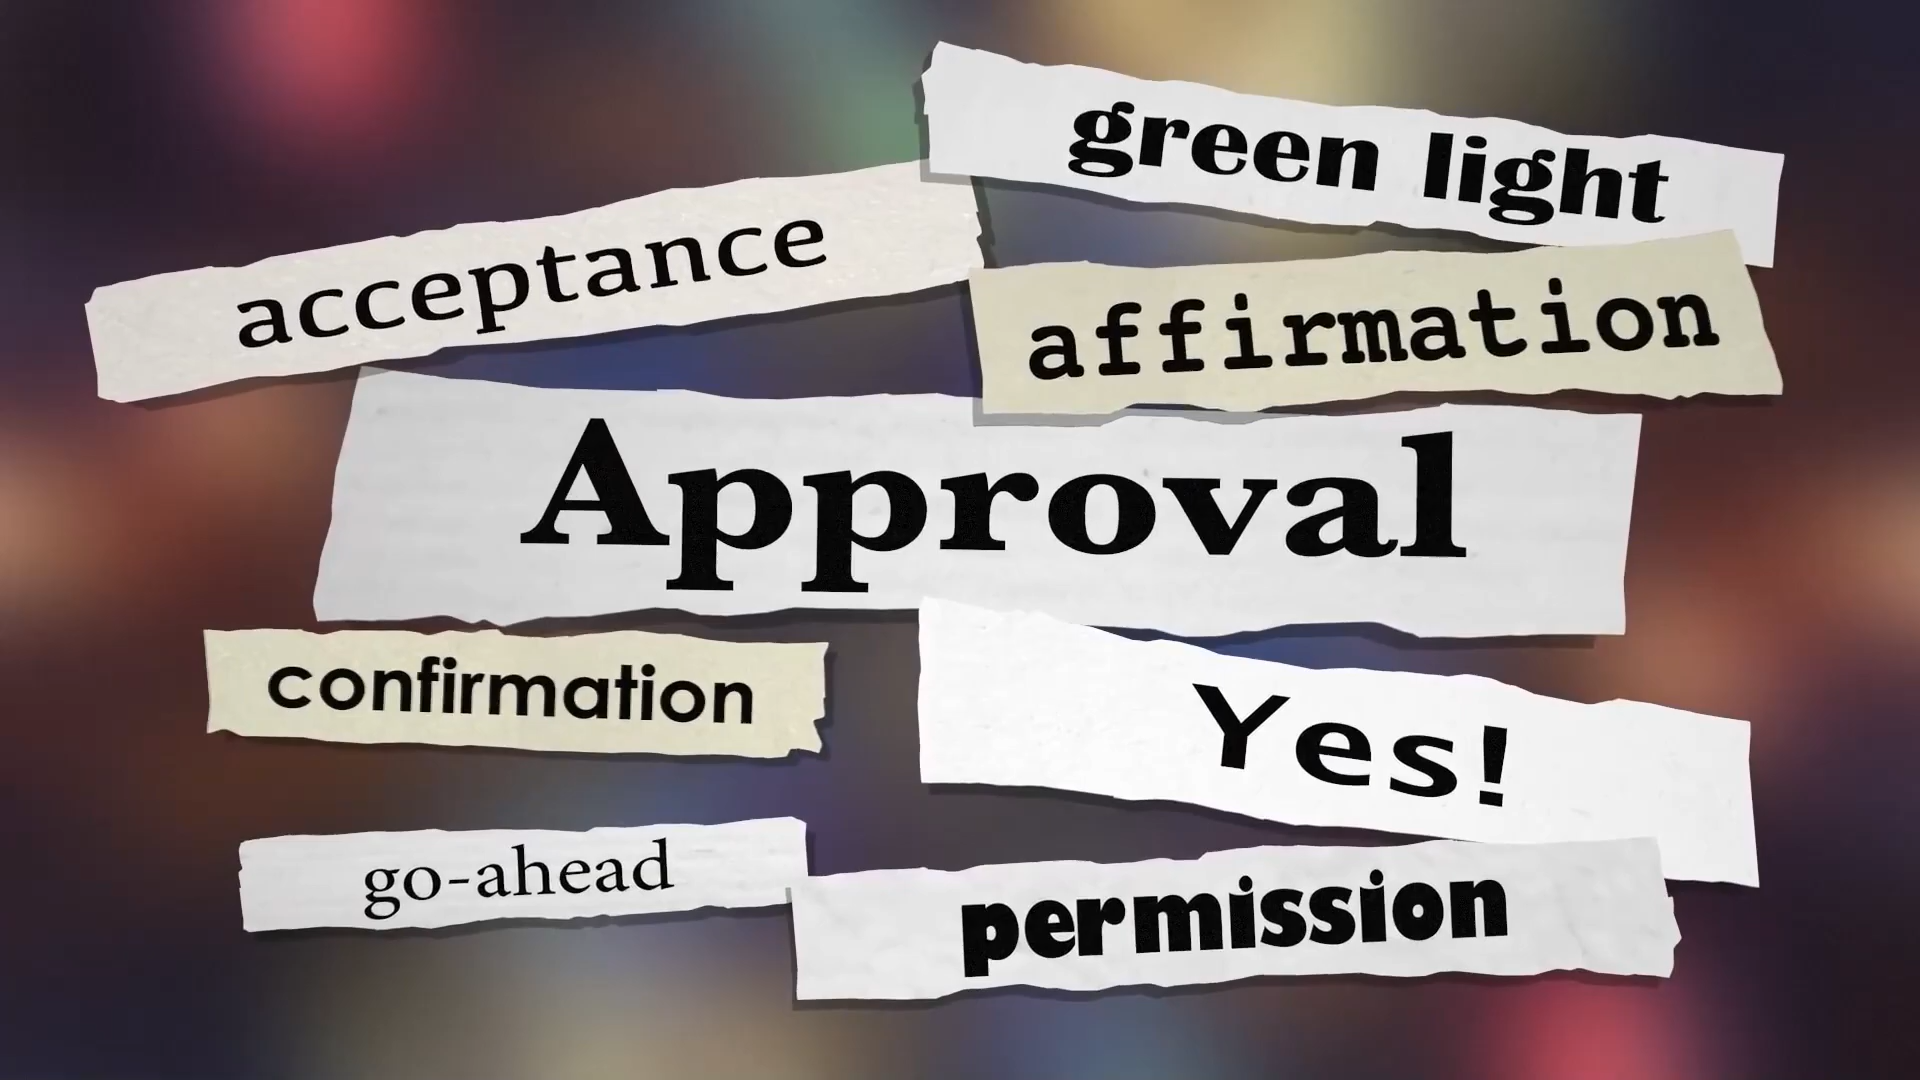 green light
acceptance
affirmation
Approval
confirmation
Yes!
go-ahead
permission